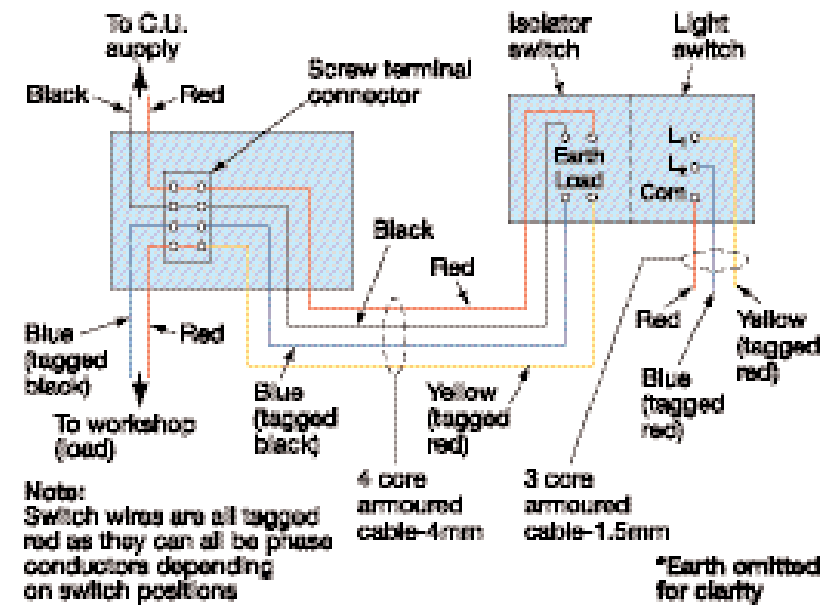 To C.U.
supply
Black
Red
Screw terminal
connector
Isolator
switch
Light
switch
Earth
Load
L₁
L₂
Com
Black
Red
Blue
(tagged
black)
Red
To workshop
(load)
Blue
(tagged
black)
Yellow
(tagged
red)
Red
Blue
(tagged
red)
Yellow
(tagged
red)
4 core
armoured
cable-4mm
3 core
armoured
cable-1.5mm
Note:
Switch wires are all tagged
red as they can all be phase
conductors depending
on switch positions
*Earth omitted
for clarity